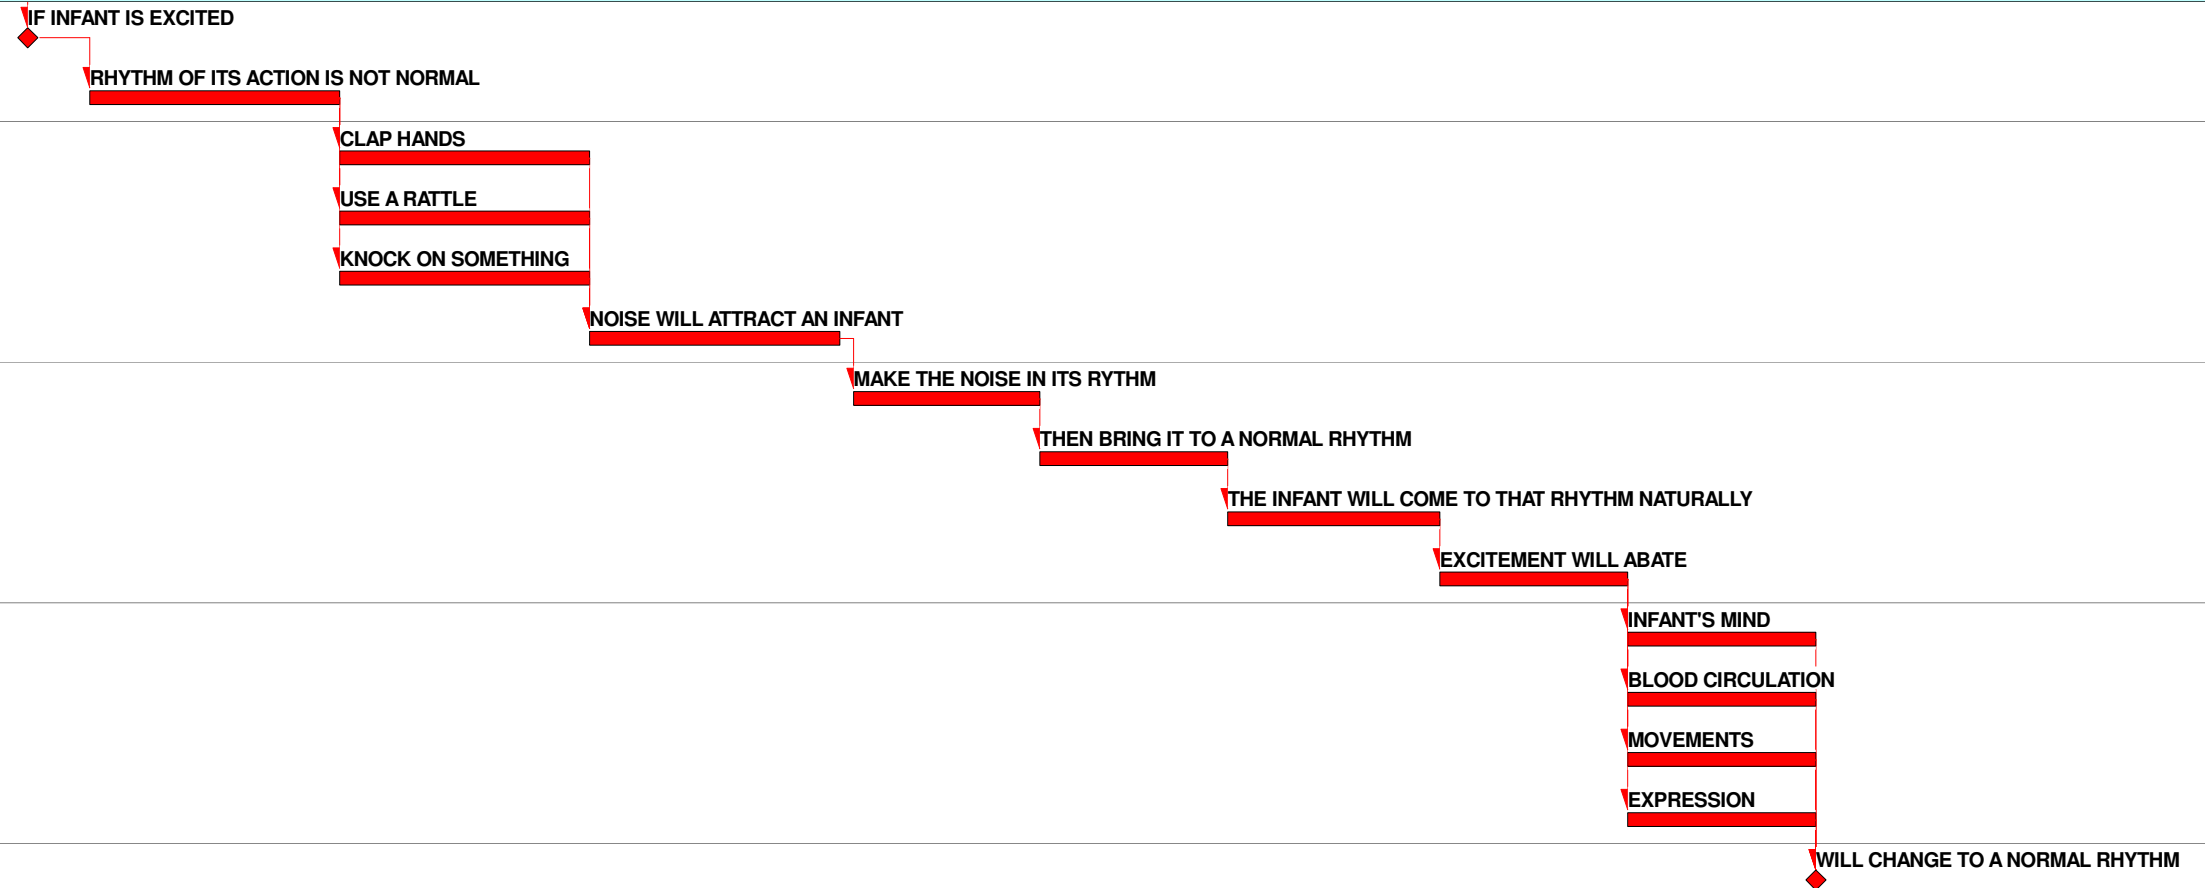 IF INFANT IS EXCITED
RHYTHM OF ITS ACTION IS NOT NORMAL
CLAP HANDS
USE A RATTLE
KNOCK ON SOMETHING
NOISE WILL ATTRACT AN INFANT
MAKE THE NOISE IN ITS RYTHM
THEN BRING IT TO A NORMAL RHYTHM
THE INFANT WILL COME TO THAT RHYTHM NATURALLY
EXCITEMENT WILL ABATE
INFANT'S MIND
BLOOD CIRCULATION
MOVEMENTS
EXPRESSION
WILL CHANGE TO A NORMAL RHYTHM